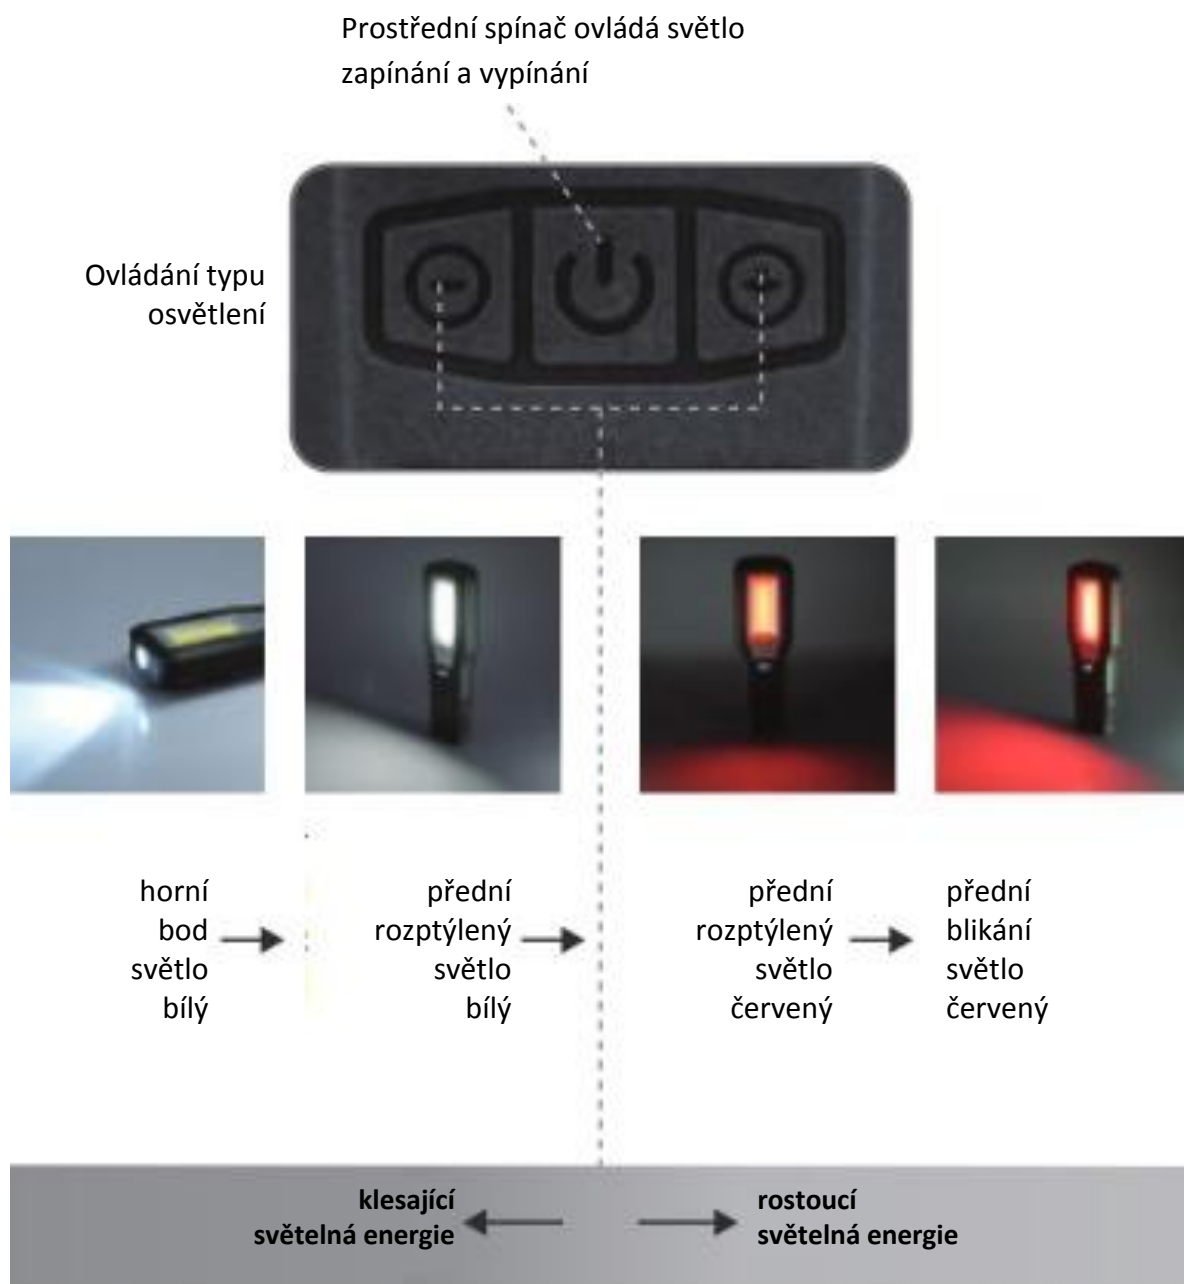 Prostřední spínač ovládá světlo
zapínání a vypínání
Ovládání typu
osvětlení
horní
bod
světlo
bílý
přední
rozptýlený
světlo
bílý
přední
rozptýlený
světlo
červený
přední
blikání
světlo
červený
klesající
světelná energie
rostoucí
světelná energie